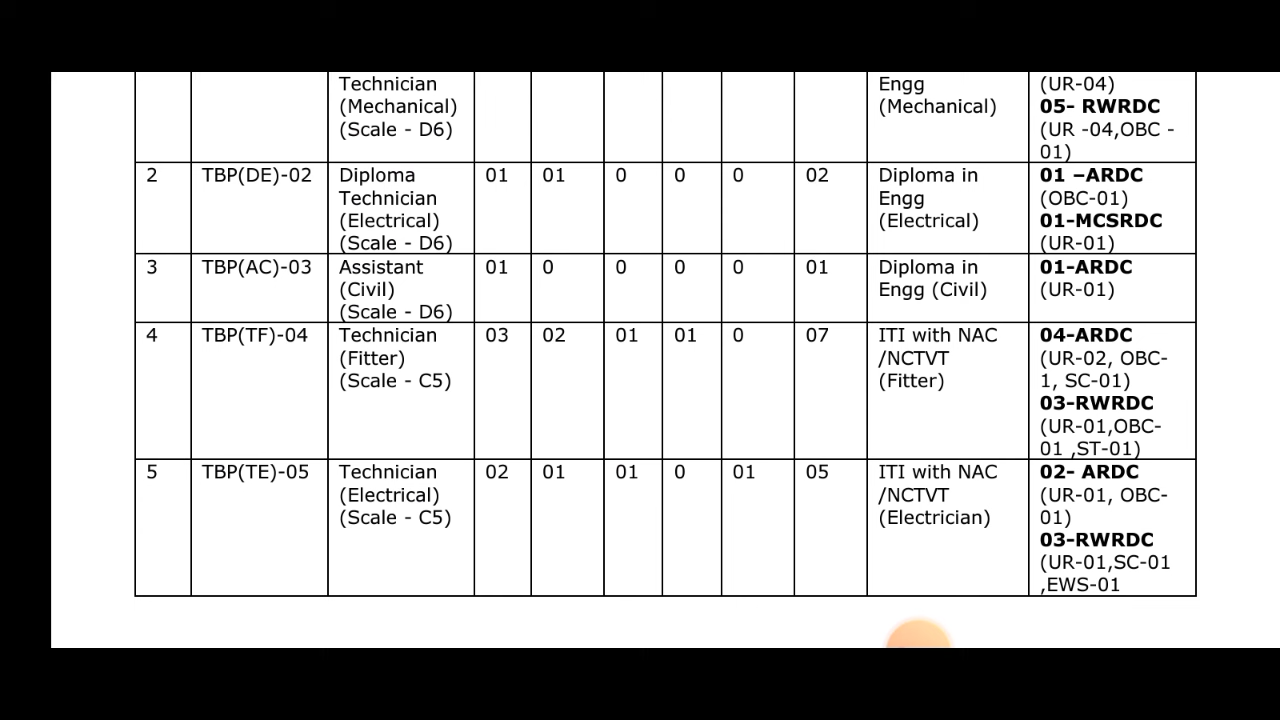 Technician
(Mechanical)
(Scale - D6)
Engg
(Mechanical)
(UR-04)
05- RWRDC
(UR -04,OBC -
01)
2 TBP(DE)-02 Diploma 01 01 0 0 0 02 Diploma in 01 –ARDC
Technician Engg (OBC-01)
(Electrical) (Electrical) 01-MCSRDC
(Scale - D6) (UR-01)
3 TBP(AC)-03 Assistant 01 0 0 0 0 01 Diploma in 01-ARDC
(Civil) Engg (Civil) (UR-01)
(Scale - D6)
4 TBP(TF)-04 Technician 03 02 01 01 0 07 ITI with NAC 04-ARDC
(Fitter) /NCTVT (UR-02, OBC-
(Scale - C5) (Fitter) 1, SC-01)
03-RWRDC
(UR-01,OBC-
01 ,ST-01)
5 TBP(TE)-05 Technician 02 01 01 0 01 05 ITI with NAC 02- ARDC
(Electrical) /NCTVT (UR-01, OBC-
(Scale - C5) (Electrician) 01)
03-RWRDC
(UR-01,SC-01
,EWS-01